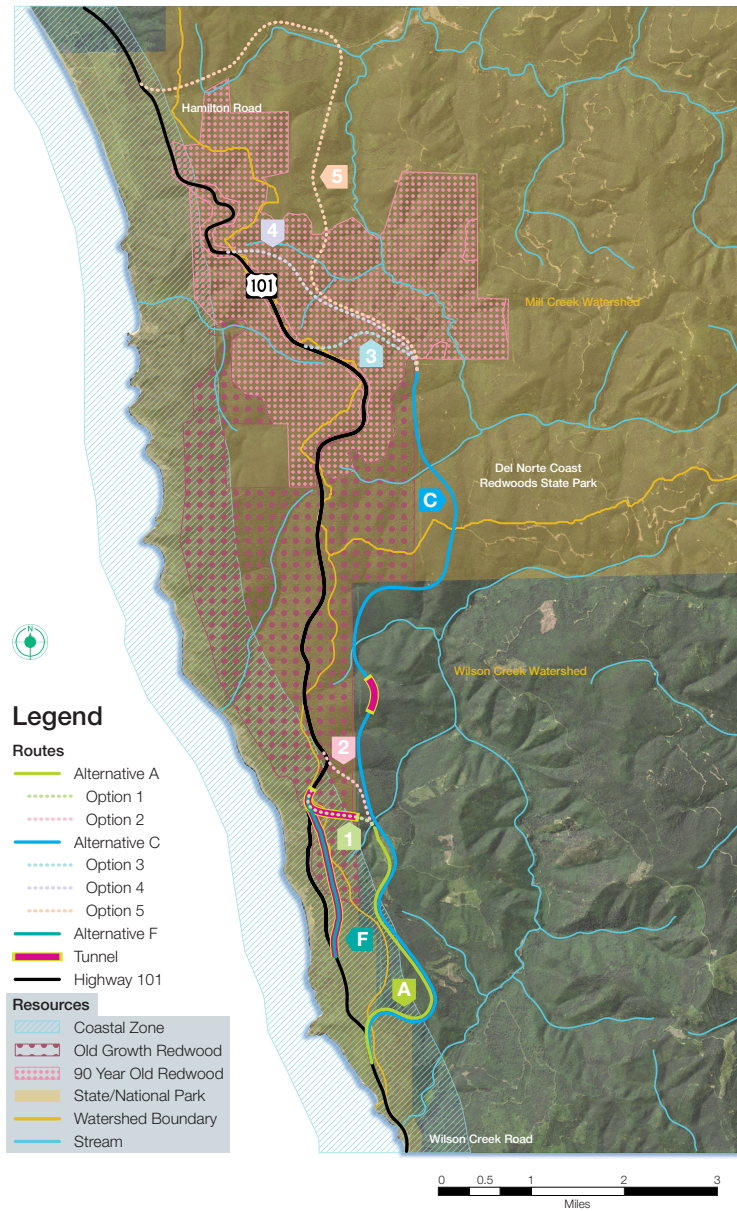 Hamilton Road
5
4
101
Mill Creek Watershed
3
Del Norte Coast
Redwoods State Park
C
N
Wilson Creek Watershed
2
1
F
A
Wilson Creek Road
Legend
Routes
Alternative A
Option 1
Option 2
Alternative C
Option 3
Option 4
Option 5
Alternative F
Tunnel
Highway 101
Resources
Coastal Zone
Old Growth Redwood
90 Year Old Redwood
State/National Park
Watershed Boundary
Stream
0 0.5 1 2 3
Miles